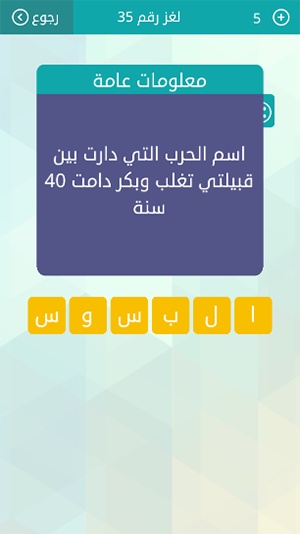 رجوع
لغز رقم 35
5
معلومات عامة
اسم الحرب التي دارت بين
قبيلتي تغلب وبكر دامت 40
سنة
ا ل ب س و س